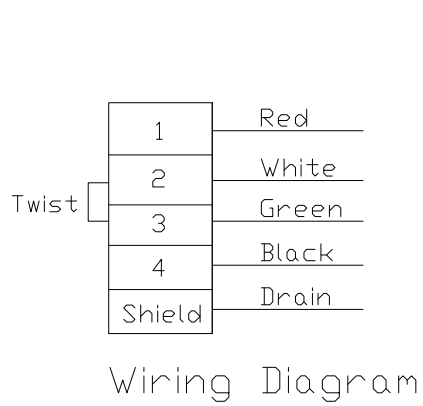 1 Red
2 White
Twist
3 Green
4 Black
Shield Drain
Wiring Diagram